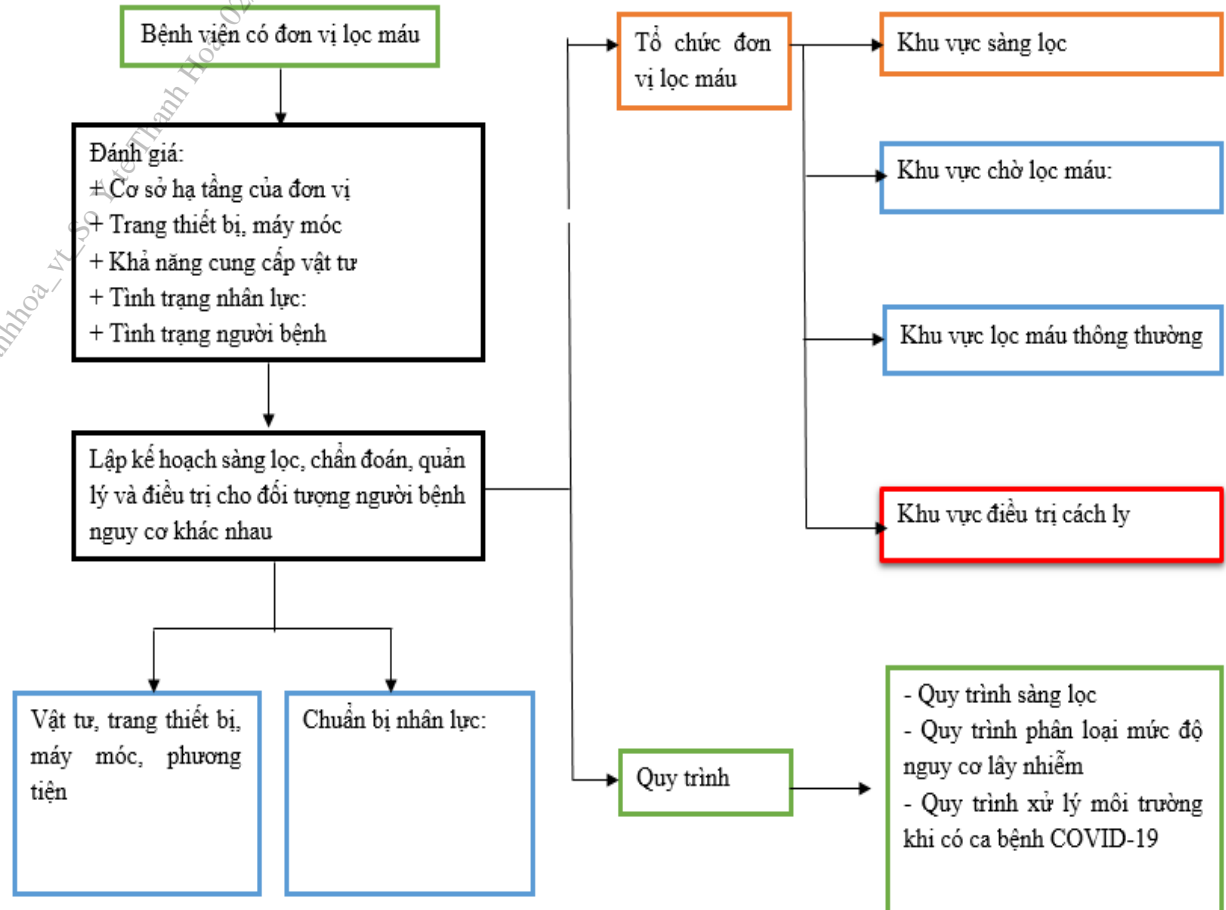 Bệnh viện có đơn vị lọc máu
Đánh giá:
+ Cơ sở hạ tầng của đơn vị
+ Trang thiết bị, máy móc
+ Khả năng cung cấp vật tư
+ Tình trạng nhân lực:
+ Tình trạng người bệnh
Lập kế hoạch sàng lọc, chẩn đoán, quản
lý và điều trị cho đối tượng người bệnh
nguy cơ khác nhau
Vật tư, trang thiết bị,
máy móc, phương
tiện
Chuẩn bị nhân lực:
Tổ chức đơn
vị lọc máu
Khu vực sàng lọc
Khu vực chờ lọc máu:
Khu vực lọc máu thông thường
Khu vực điều trị cách ly
Quy trình
- Quy trình sàng lọc
- Quy trình phân loại mức độ
nguy cơ lây nhiễm
- Quy trình xử lý môi trường
khi có ca bệnh COVID-19